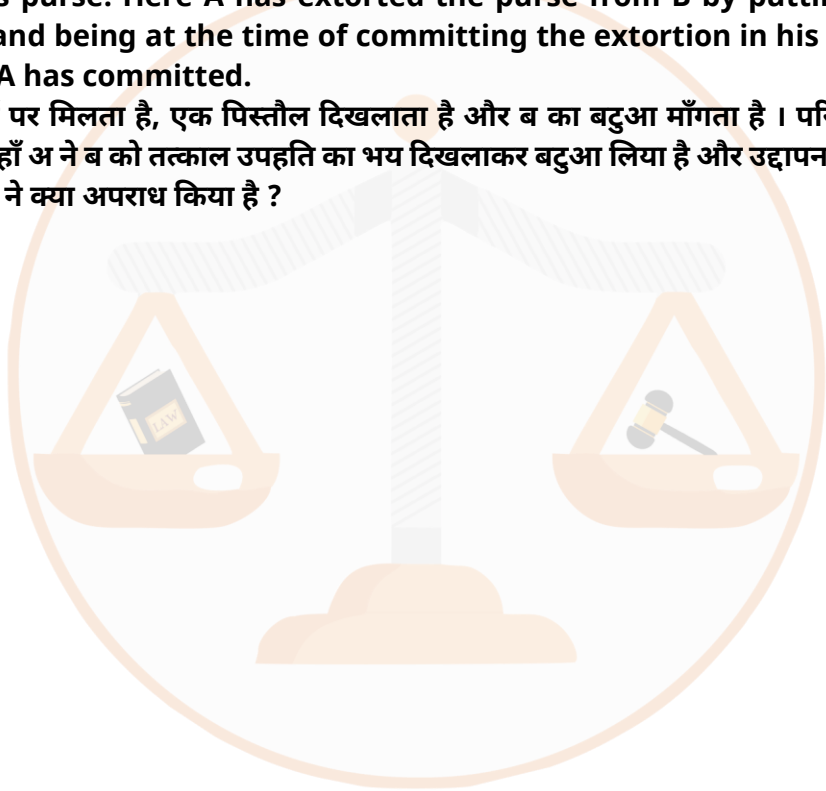 s purse. Here A has extorted the purse from B by putti
and being at the time of committing the extortion in his
A has committed.
पर मिलता है, एक पिस्तौल दिखलाता है और ब का बटुआ माँगता है । परि
हाँ अ ने ब को तत्काल उपहति का भय दिखलाकर बटुआ लिया है और उद्दापन
ने क्या अपराध किया है ?
LAW